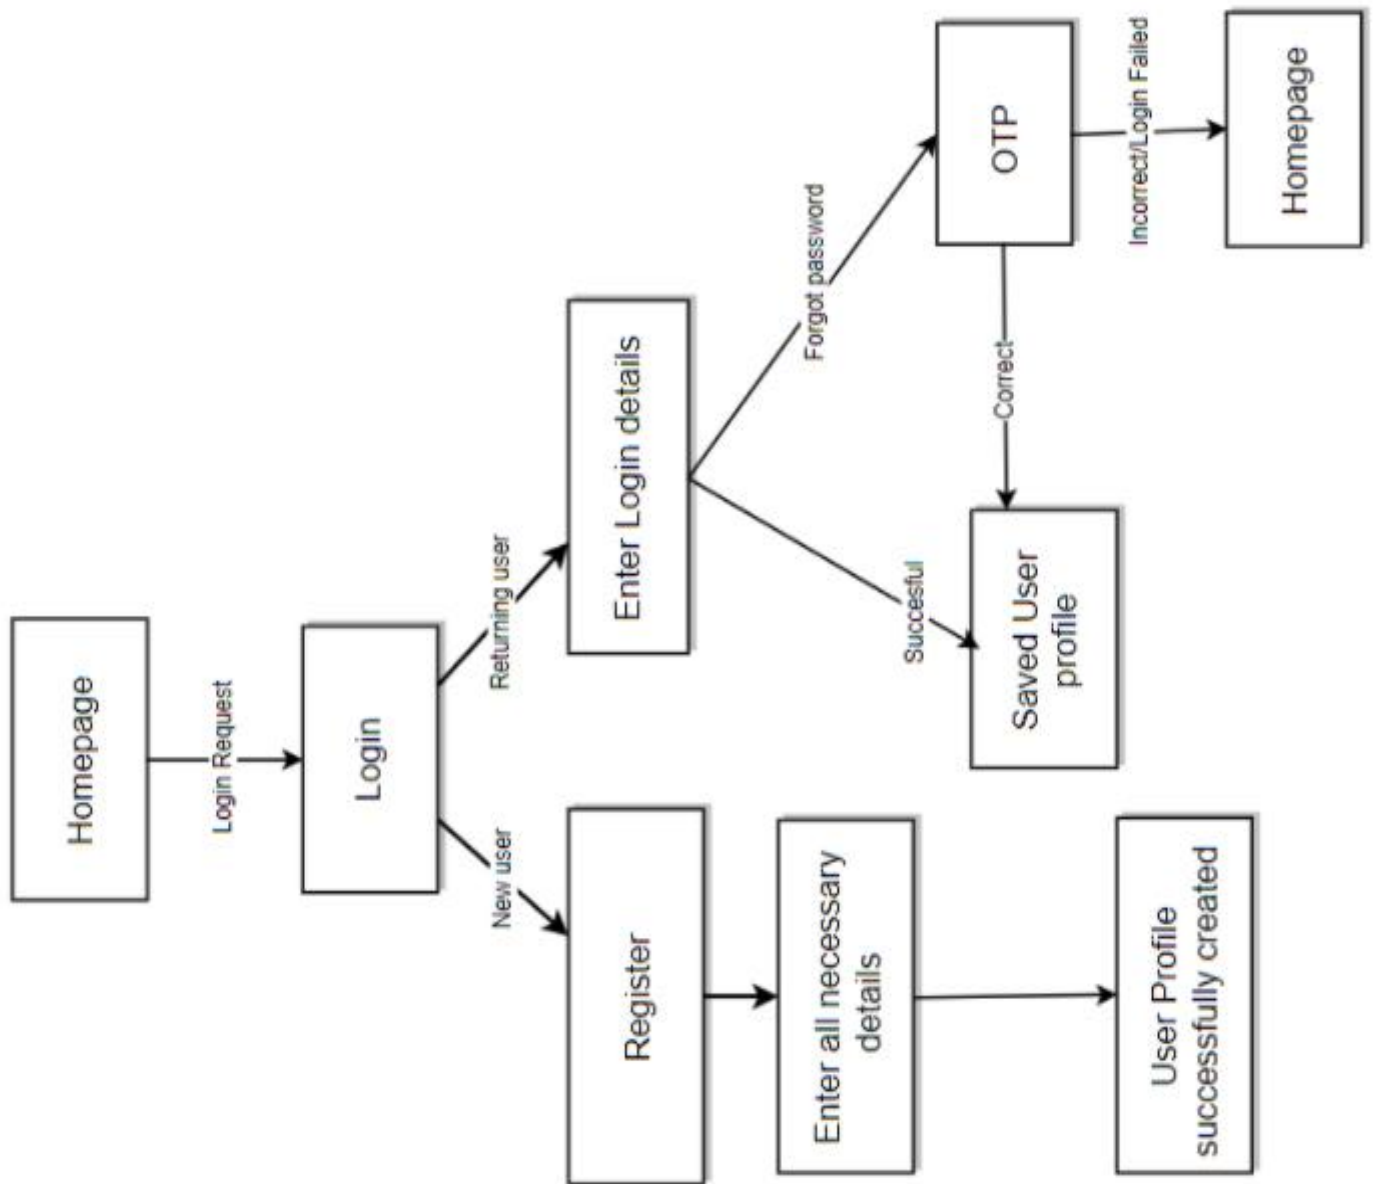 Homepage
Login Request
Login
New user
Returning user
Register
Enter Login details
Enter all necessary
details
Succesful
Forgot password
Saved User
profile
Correct
OTP
Incorrect/Login Failed
Homepage
User Profile
successfully created